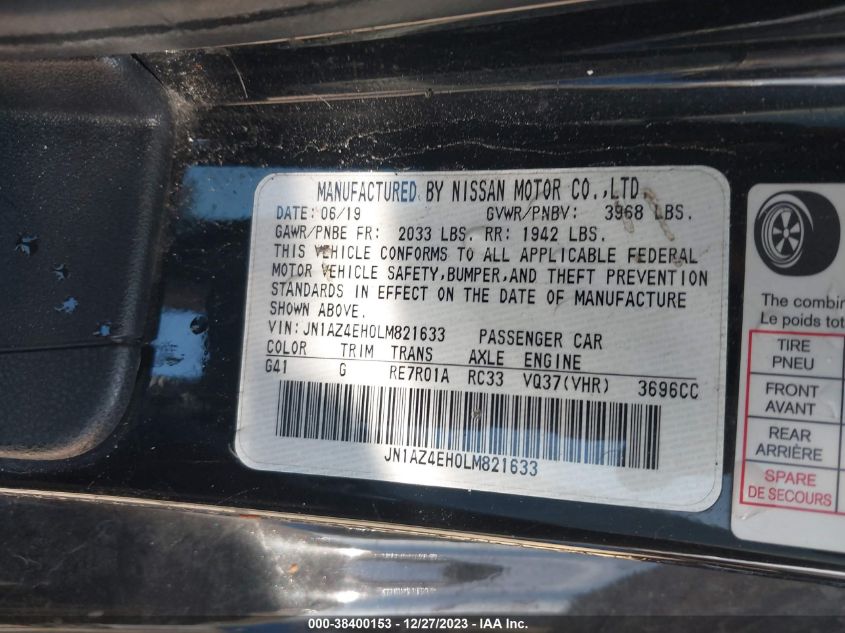 MANUFACTURED BY NISSAN MOTOR CO.,LTD.
DATE: 06/19 GVWR/PNBV: 3968 LBS.
GAWR/PNBE FR: 2033 LBS. RR: 1942 LBS.
THIS VEHICLE CONFORMS TO ALL APPLICABLE FEDERAL
MOTOR VEHICLE SAFETY,BUMPER,AND THEFT PREVENTION
STANDARDS IN EFFECT ON THE DATE OF MANUFACTURE
SHOWN ABOVE.
VIN:JN1AZ4EH0LM821633 PASSENGER CAR
COLOR TRIM TRANS AXLE ENGINE
G41 G RE7R01A RC33 VQ37(VHR) 3696CC
JN1AZ4EH0LM821633
The combin
Le poids tot
TIRE
PNEU
FRONT
AVANT
REAR
ARRIÈRE
SPARE
DE SECOURS
000-38400153 - 12/27/2023 - IAA Inc.